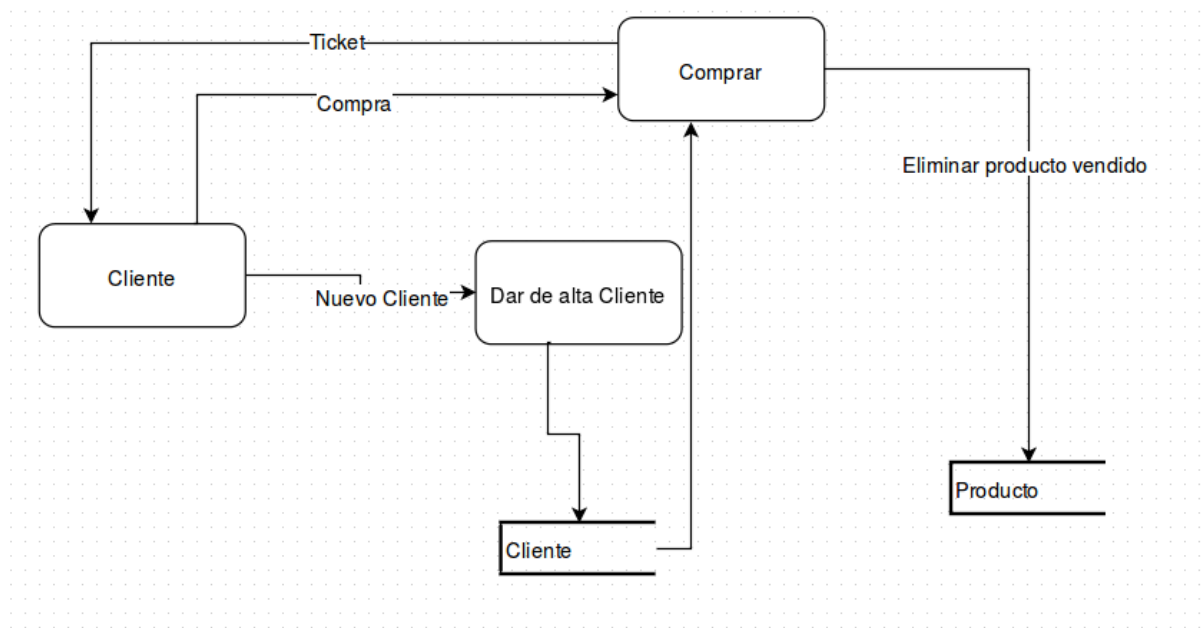 Ticket
Comprar
Compra
Eliminar producto vendido
Cliente
Nuevo Cliente
Dar de alta Cliente
Producto
Cliente